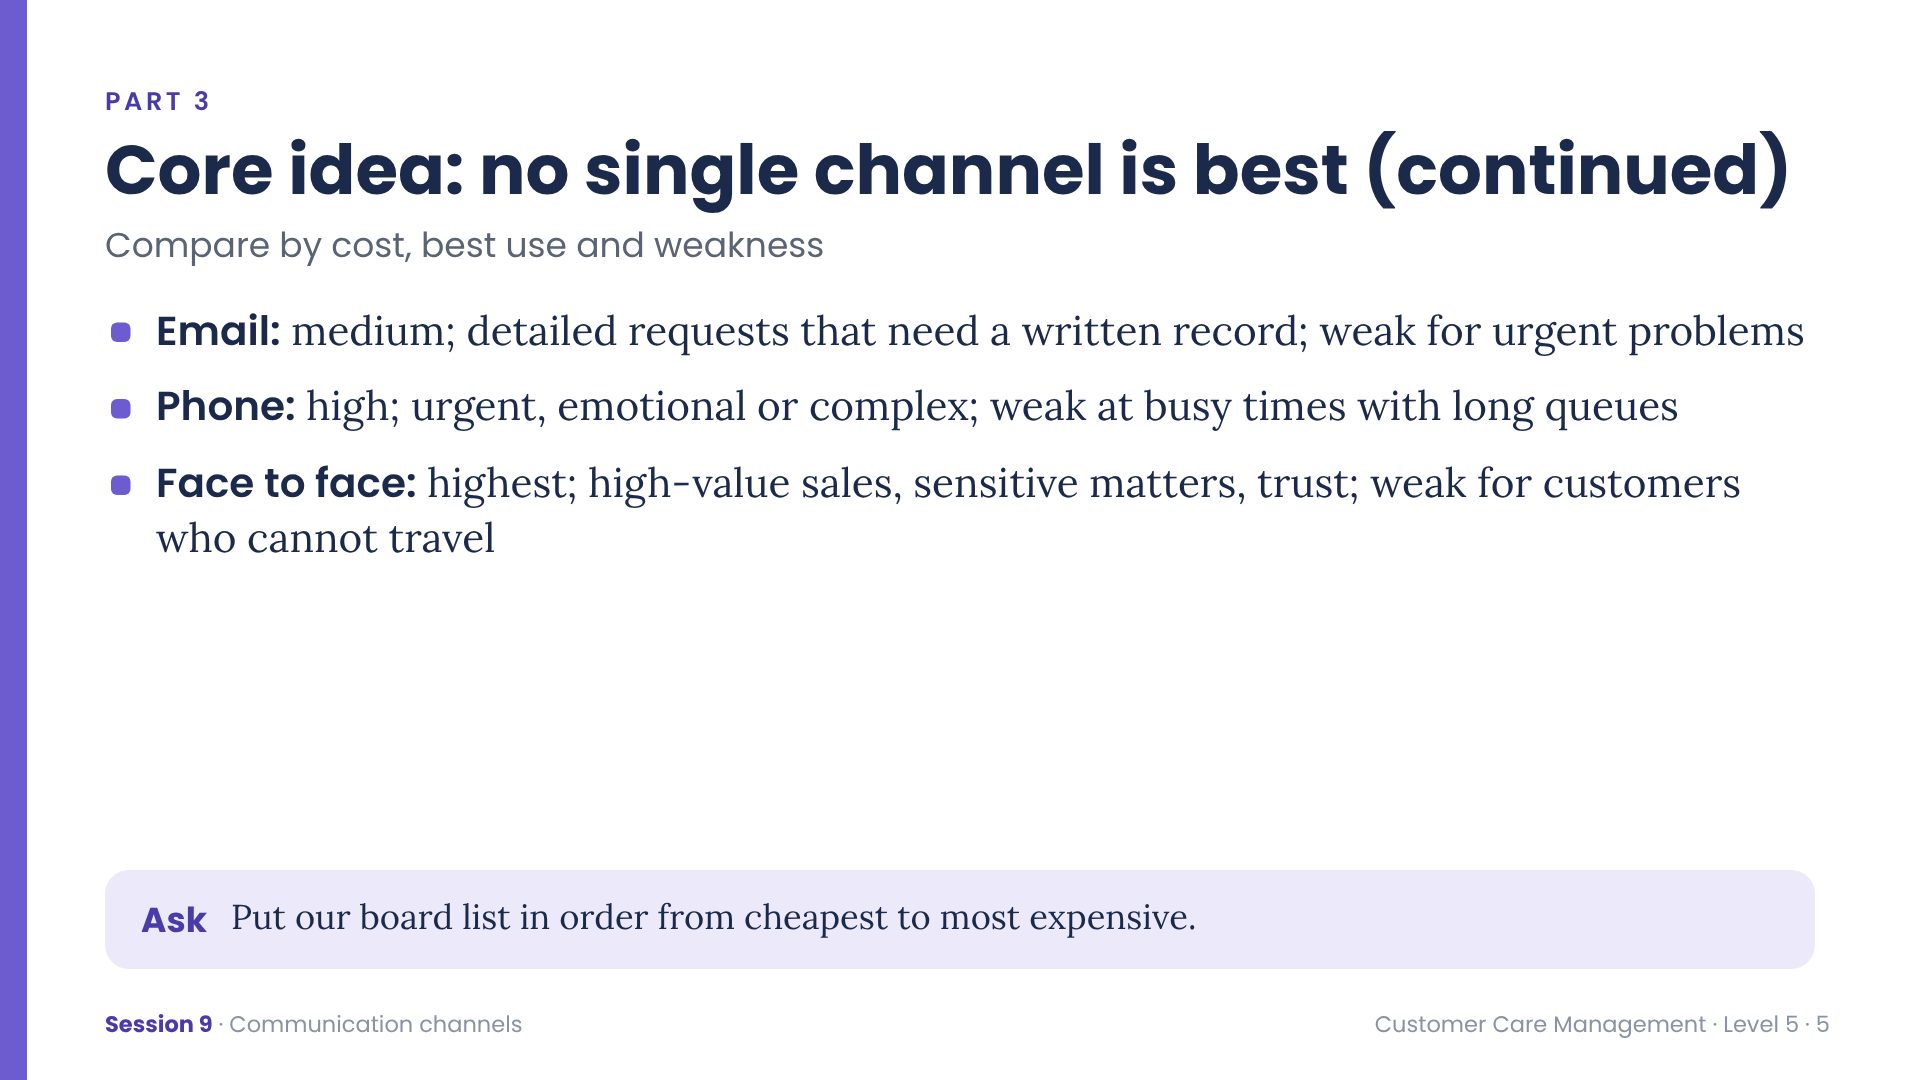 PART 3
Core idea: no single channel is best (continued)
Compare by cost, best use and weakness
Email: medium; detailed requests that need a written record; weak for urgent problems
Phone: high; urgent, emotional or complex; weak at busy times with long queues
Face to face: highest; high-value sales, sensitive matters, trust; weak for customers
who cannot travel
Ask Put our board list in order from cheapest to most expensive.
Session 9 · Communication channels
Customer Care Management · Level 5 · 5